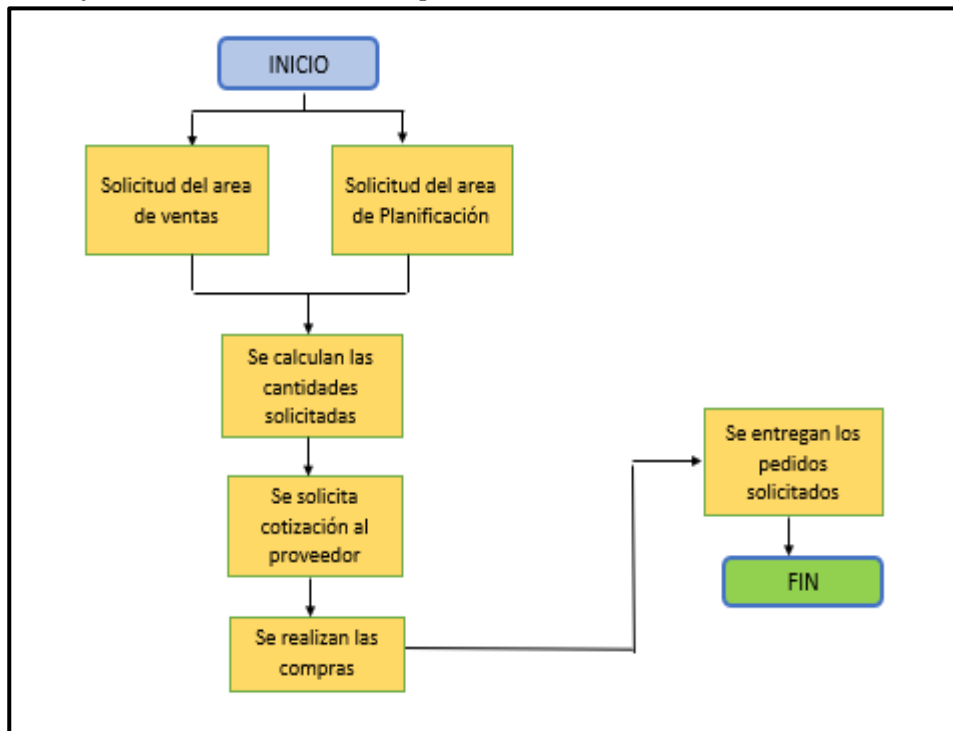 INICIO
Solicitud del area
de ventas
Solicitud del area
de Planificación
Se calculan las
cantidades
solicitadas
Se solicita
cotización al
proveedor
Se realizan las
compras
Se entregan los
pedidos
solicitados
FIN